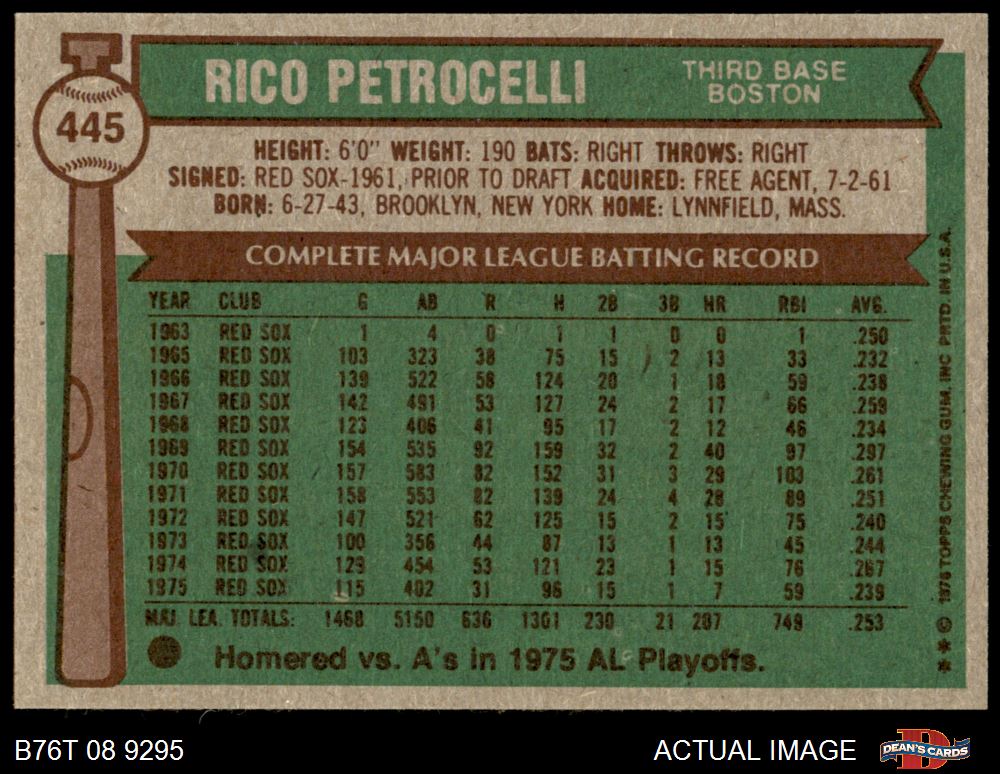 445
RICO PETROCELLI
THIRD BASE
BOSTON
HEIGHT: 6'0" WEIGHT: 190 BATS: RIGHT THROWS: RIGHT
SIGNED: RED SOX-1961, PRIOR TO DRAFT ACQUIRED: FREE AGENT, 7-2-61
BORN: 6-27-43, BROOKLYN, NEW YORK HOME: LYNNFIELD, MASS.
COMPLETE MAJOR LEAGUE BATTING RECORD
YEAR CLUB G AB R H 2B 3B HR RBI AVG.
1963 RED SOX 1 4 0 1 1 0 0 1 .250
1965 RED SOX 103 323 38 75 15 2 13 33 .232
1966 RED SOX 139 522 58 124 20 1 18 59 .238
1967 RED SOX 142 491 53 127 24 2 17 66 .259
1968 RED SOX 123 406 41 95 17 2 12 46 .234
1969 RED SOX 154 535 92 159 32 2 40 97 .297
1970 RED SOX 157 583 82 152 31 3 29 103 .261
1971 RED SOX 158 553 82 139 24 4 28 89 .251
1972 RED SOX 147 521 62 125 15 2 15 75 .240
1973 RED SOX 100 356 44 87 13 1 13 45 .244
1974 RED SOX 129 454 53 121 23 1 15 76 .267
1975 RED SOX 115 402 31 96 15 1 7 59 .239
MAJ. LEA. TOTALS: 1468 5150 636 1301 230 21 207 749 .253
Homered vs. A's in 1975 AL Playoffs.
* * © 1976 TOPPS CHEWING GUM, INC PRTD. IN U.S.A.
B76T 08 9295
ACTUAL IMAGE
DEAN'S CARDS